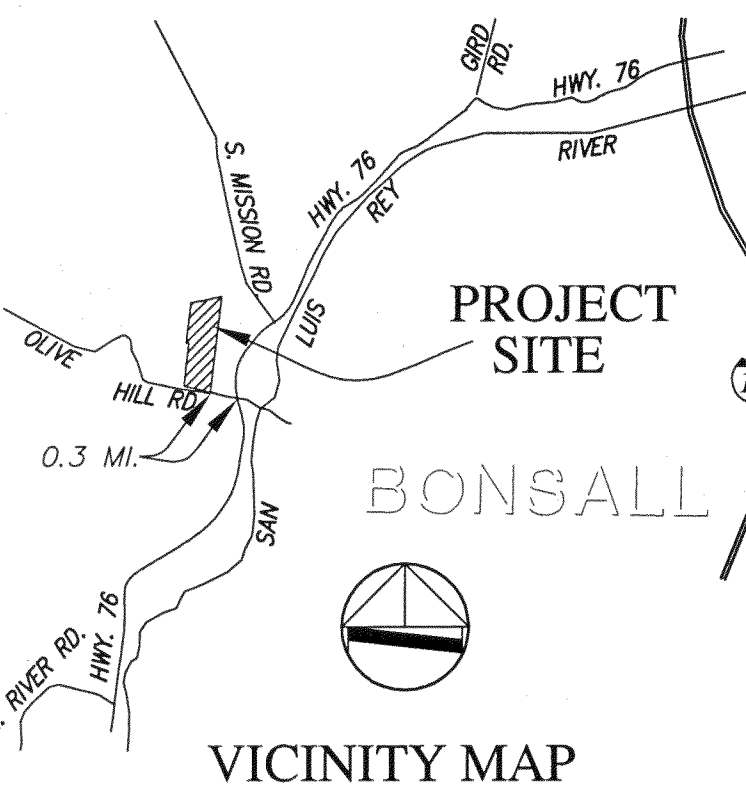 GIRD
RD.
HWY. 76
RIVER
S. MISSION RD.
HWY. 76
REY
LUIS
PROJECT
SITE
OLIVE
HILL RD
0.3 MI.
BONSALL
SAN
HWY. 76
RIVER RD.
VICINITY MAP